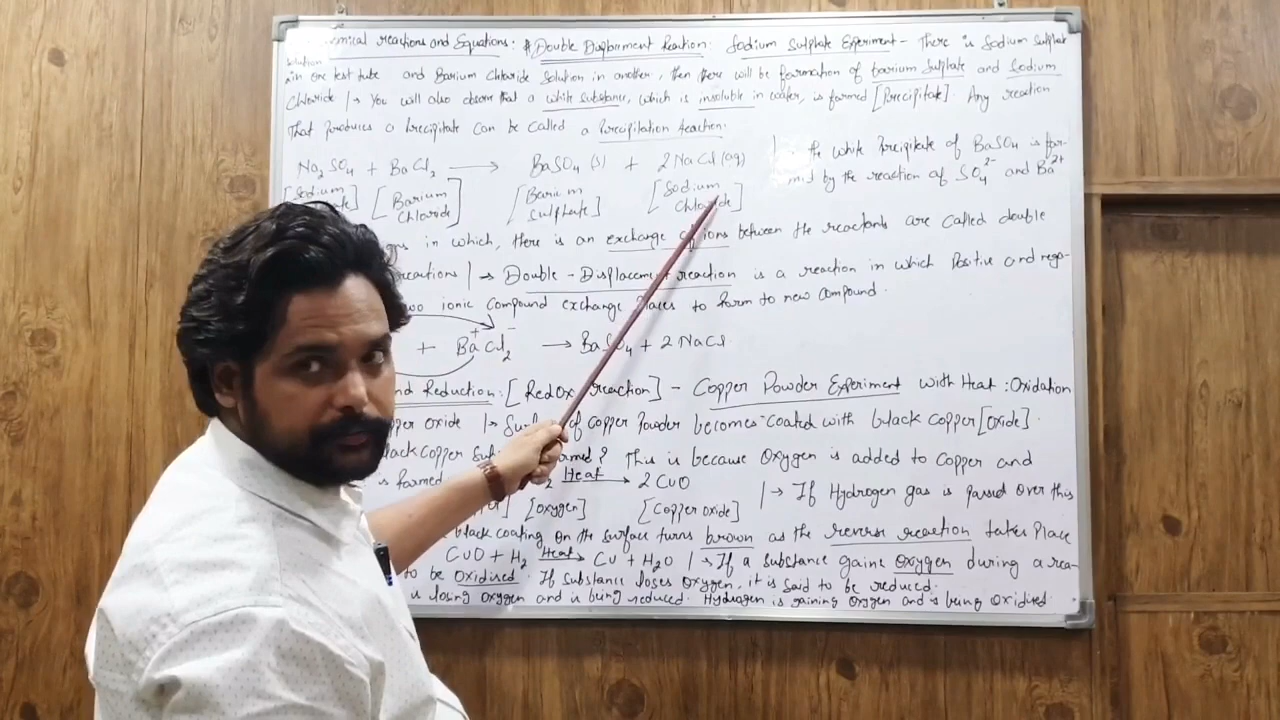 emical reactions and Equations: Double Displacement Reaction: Sodium Sulphate Experiment - There is Sodium Sulphate
solution
in one test tube and Barium Chloride Solution in another, then there will be formation of barium Sulphate and Sodium
Chloride |→ You will also observe that a white substance, which is insoluble in water, is formed [Precipitate]. Any reaction
That produces a Precipitate can be called a Precipitation reaction.
Na2SO4 + BaCl2 ⟶ BaSO4 (s) + 2NaCl (aq)
the white Precipitate of BaSO4 is for-
med by the reaction of SO4^2- and Ba^2+
[Sodium [Barium Chloride] [Barium Sulphate] [Sodium Chloride]
in which, there is an exchange of ions between the reactants are called double
reactions |→ Double-Displacement reaction is a reaction in which Positive and nega-
two ionic compound exchange Places to form to new compound.
+ Ba+ Cl2- ⟶ BaSO4 + 2NaCl
nd Reduction: [Redox reaction] - Copper Powder Experiment with Heat: Oxidation
pper oxide |→ Surface of copper Powder becomes coated with black copper [oxide].
lack copper formed? This is because Oxygen is added to Copper and
is formed 2 Heat⟶ 2CuO |→ If Hydrogen gas is passed over this
[oxygen] [Copper oxide]
black coating on the surface turns brown as the reverse reaction takes Place
CuO + H2 Heat⟶ Cu + H2O |→ If a substance gains Oxygen during a rea-
to be Oxidised. If substance loses Oxygen, it is said to be reduced.
is losing oxygen and is being reduced. Hydrogen is gaining Oxygen and is being Oxidised.